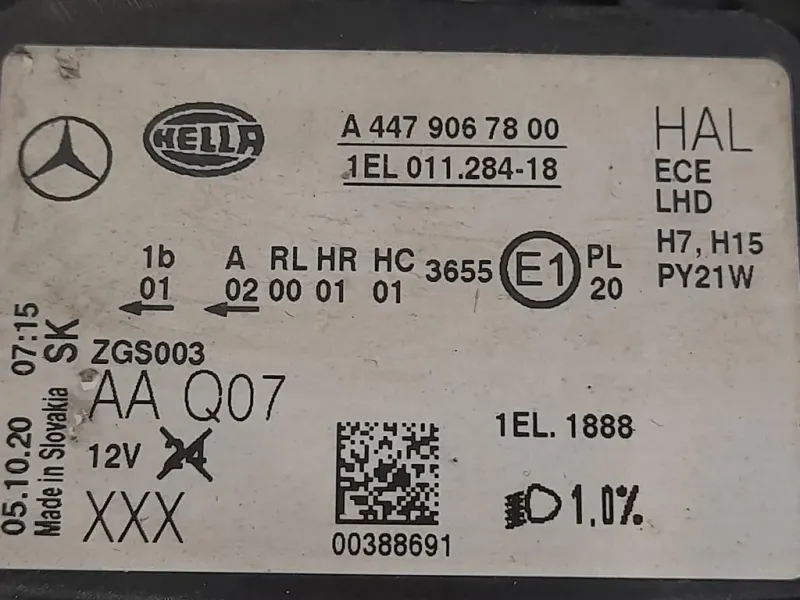 HELLA
A 447 906 78 00
1EL 011.284-18
HAL
ECE
LHD
H7, H15
PY21W
1b A RL HR HC 3655 E1 PL
01 02 00 01 01 20
ZGS003
AA Q07
12V 24
XXX
05.10.20 07:15
Made in Slovakia SK
00388691
1EL. 1888
1,0%